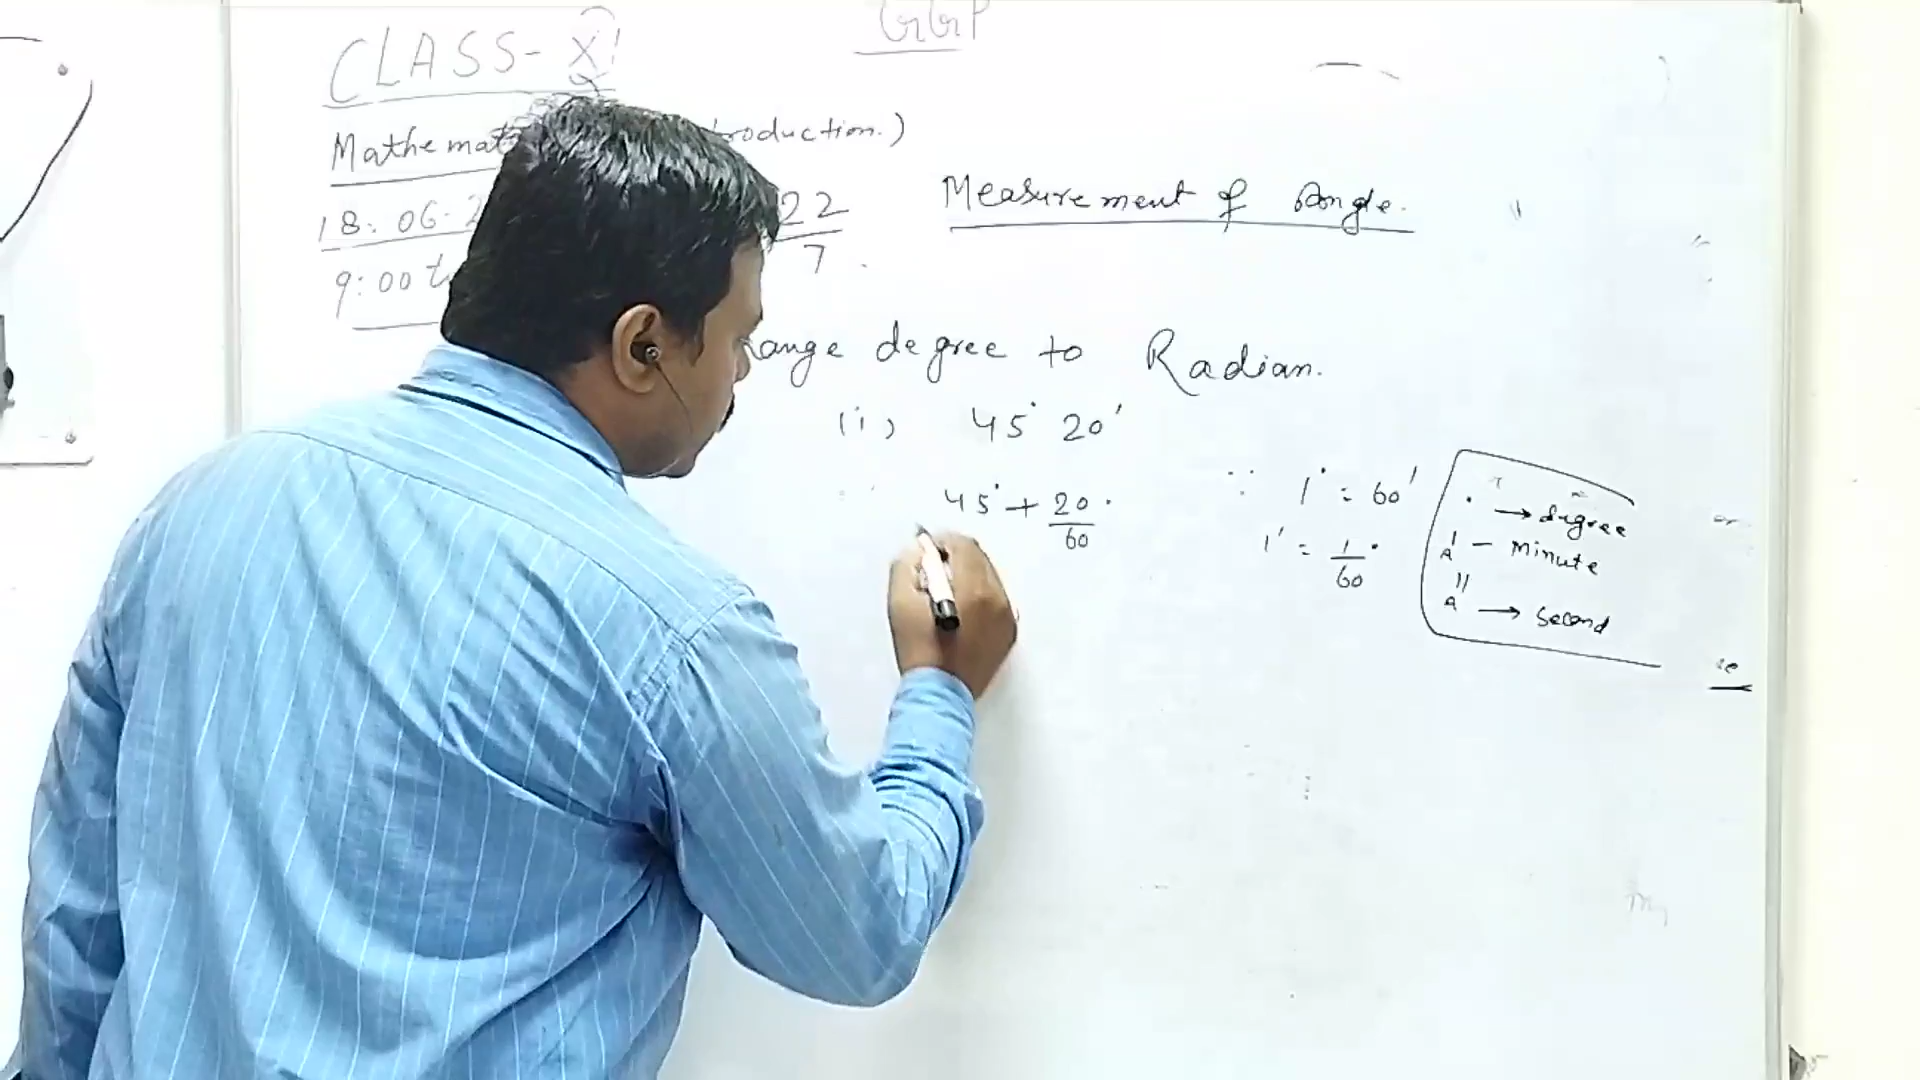 GGP
CLASS- XI
Mathemat troduction.)
18. 06. 2 22
7
9:00 t
Measurement of Angle.
ange degree to Radian.
(i) 45° 20'
45° + 20°/60
∵ 1° = 60'
1' = 1°/60
° → degree
A' — Minute
A'' → Second